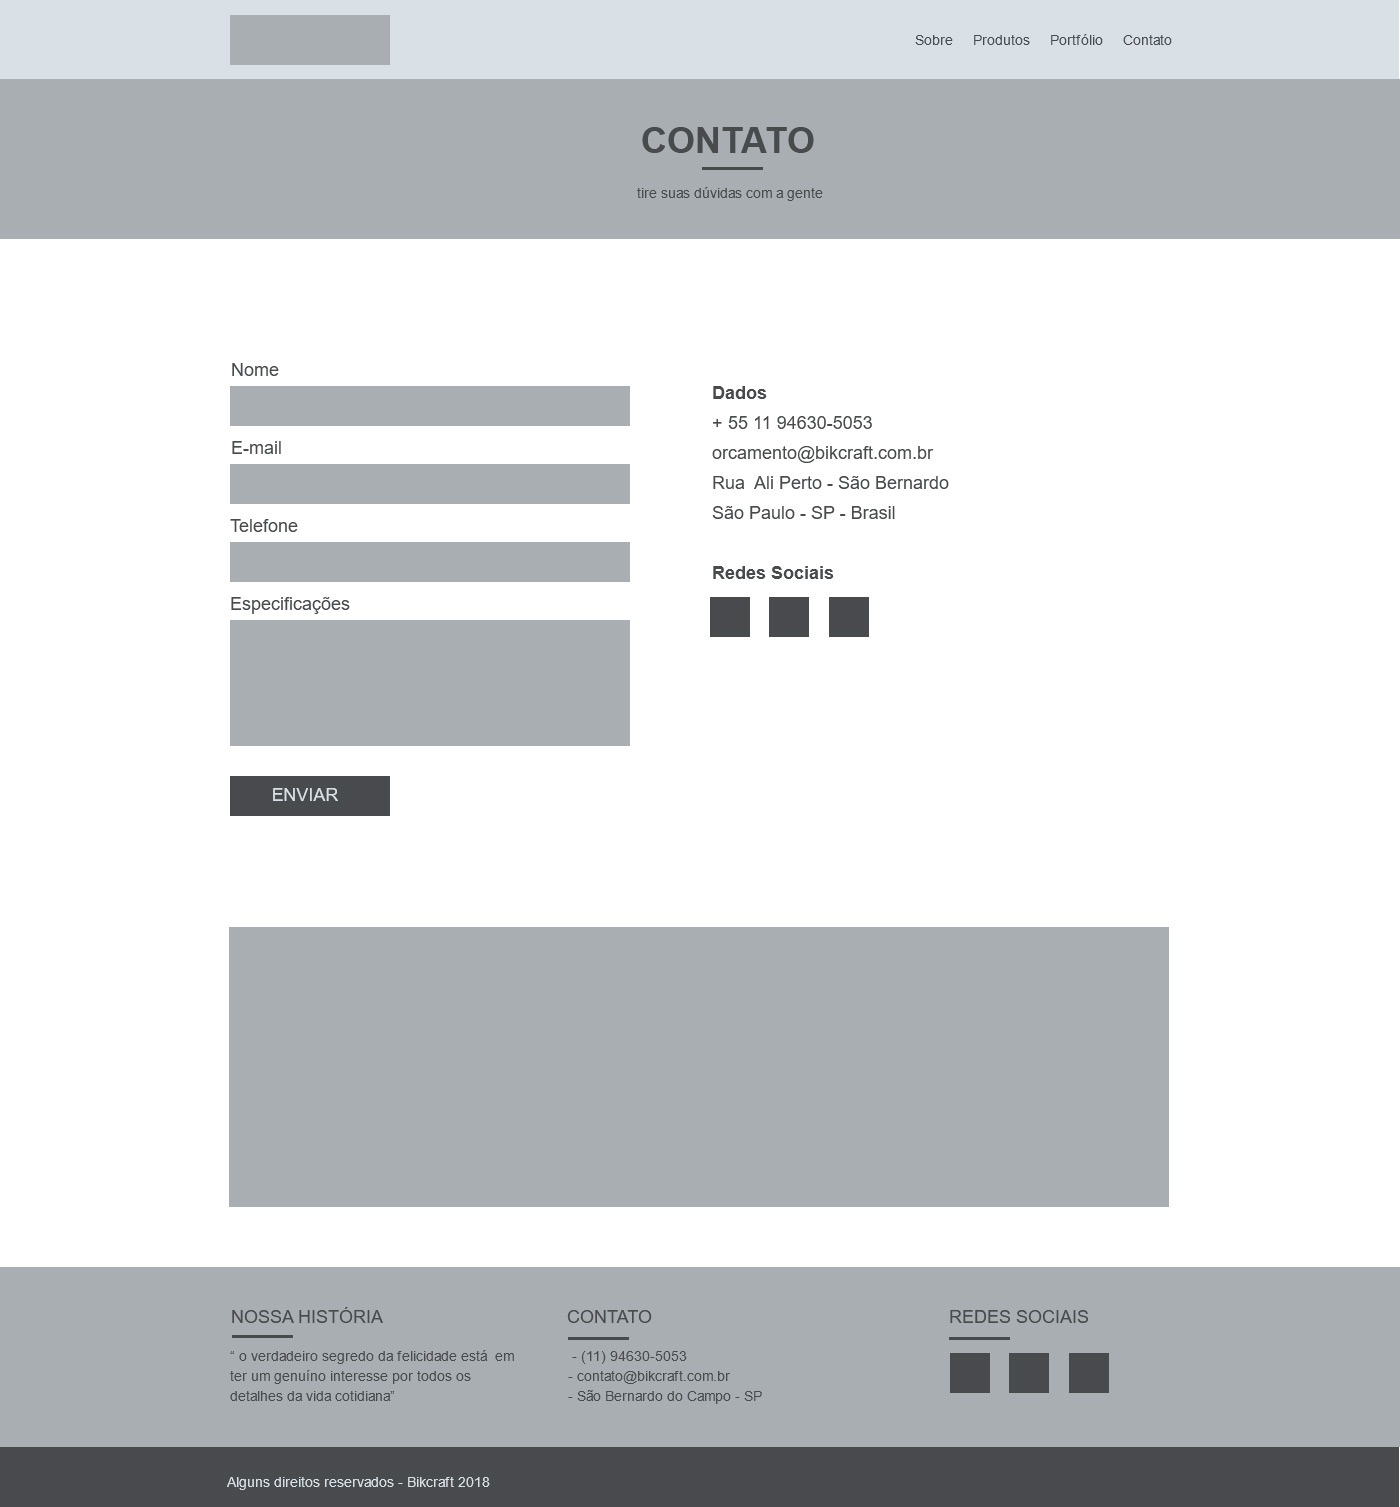 Sobre Produtos Portfólio Contato
CONTATO
tire suas dúvidas com a gente
Nome
E-mail
Telefone
Especificações
ENVIAR
Dados
+ 55 11 94630-5053
orcamento@bikcraft.com.br
Rua  Ali Perto - São Bernardo
São Paulo - SP - Brasil
Redes Sociais
NOSSA HISTÓRIA
“ o verdadeiro segredo da felicidade está  em
ter um genuíno interesse por todos os
detalhes da vida cotidiana”
CONTATO
- (11) 94630-5053
- contato@bikcraft.com.br
- São Bernardo do Campo - SP
REDES SOCIAIS
Alguns direitos reservados - Bikcraft 2018